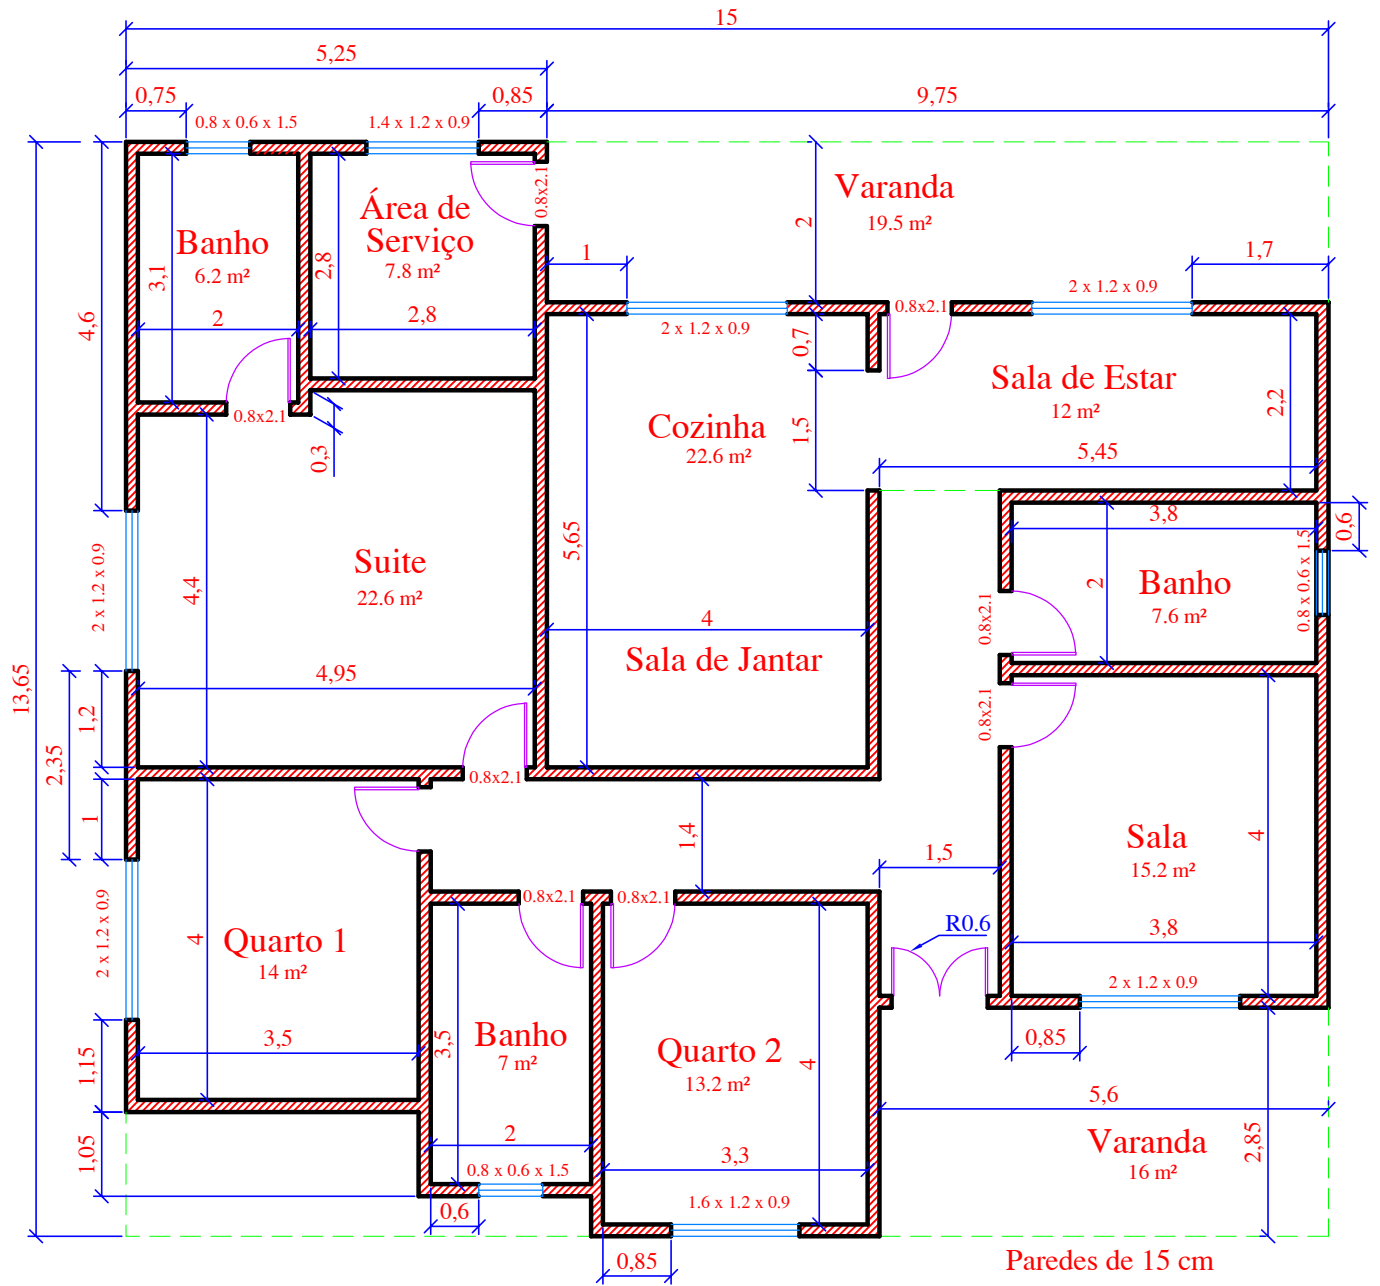 15
5,25
0,75
0,85
9,75
0.8 x 0.6 x 1.5
1.4 x 1.2 x 0.9
Varanda
19.5 m²
2
0.8x2.1
Área de
Serviço
7.8 m²
Banho
6.2 m²
3,1
2,8
1
1,7
4,6
2
2,8
2 x 1.2 x 0.9
0.8x2.1
2 x 1.2 x 0.9
0,7
Sala de Estar
12 m²
2,2
0.8x2.1
0,3
Cozinha
22.6 m²
1,5
5,45
3,8
0,6
2 x 1.2 x 0.9
4,4
Suite
22.6 m²
5,65
2
Banho
7.6 m²
0.8 x 0.6 x 1.5
0.8x2.1
4
Sala de Jantar
4,95
13,65
2,35
1,2
0.8x2.1
0.8x2.1
1
1,4
1,5
Sala
15.2 m²
4
2 x 1.2 x 0.9
4
Quarto 1
14 m²
0.8x2.1
0.8x2.1
R0.6
3,8
2 x 1.2 x 0.9
3,5
1,15
3,5
Banho
7 m²
Quarto 2
13.2 m²
4
0,85
5,6
2
1,05
3,3
Varanda
16 m²
2,85
0.8 x 0.6 x 1.5
0,6
1.6 x 1.2 x 0.9
0,85
Paredes de 15 cm